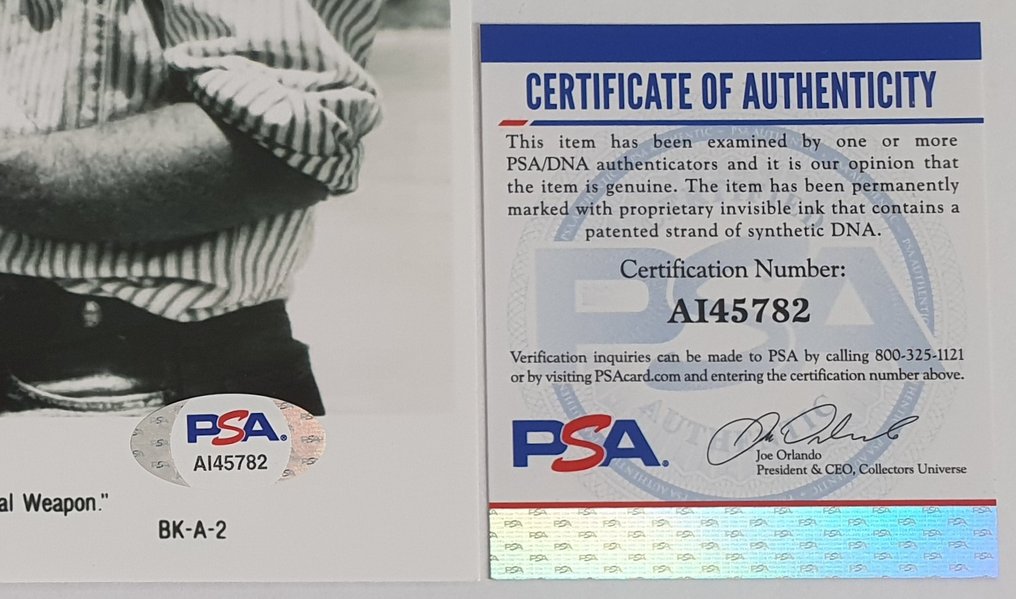 PSA
AI45782
al Weapon."
BK-A-2
CERTIFICATE OF AUTHENTICITY
This item has been examined by one or more
PSA/DNA authenticators and it is our opinion that
the item is genuine. The item has been permanently
marked with proprietary invisible ink that contains a
patented strand of synthetic DNA.
Certification Number:
AI45782
Verification inquiries can be made to PSA by calling 800-325-1121
or by visiting PSAcard.com and entering the certification number above.
PSA
Joe Orlando
President & CEO, Collectors Universe